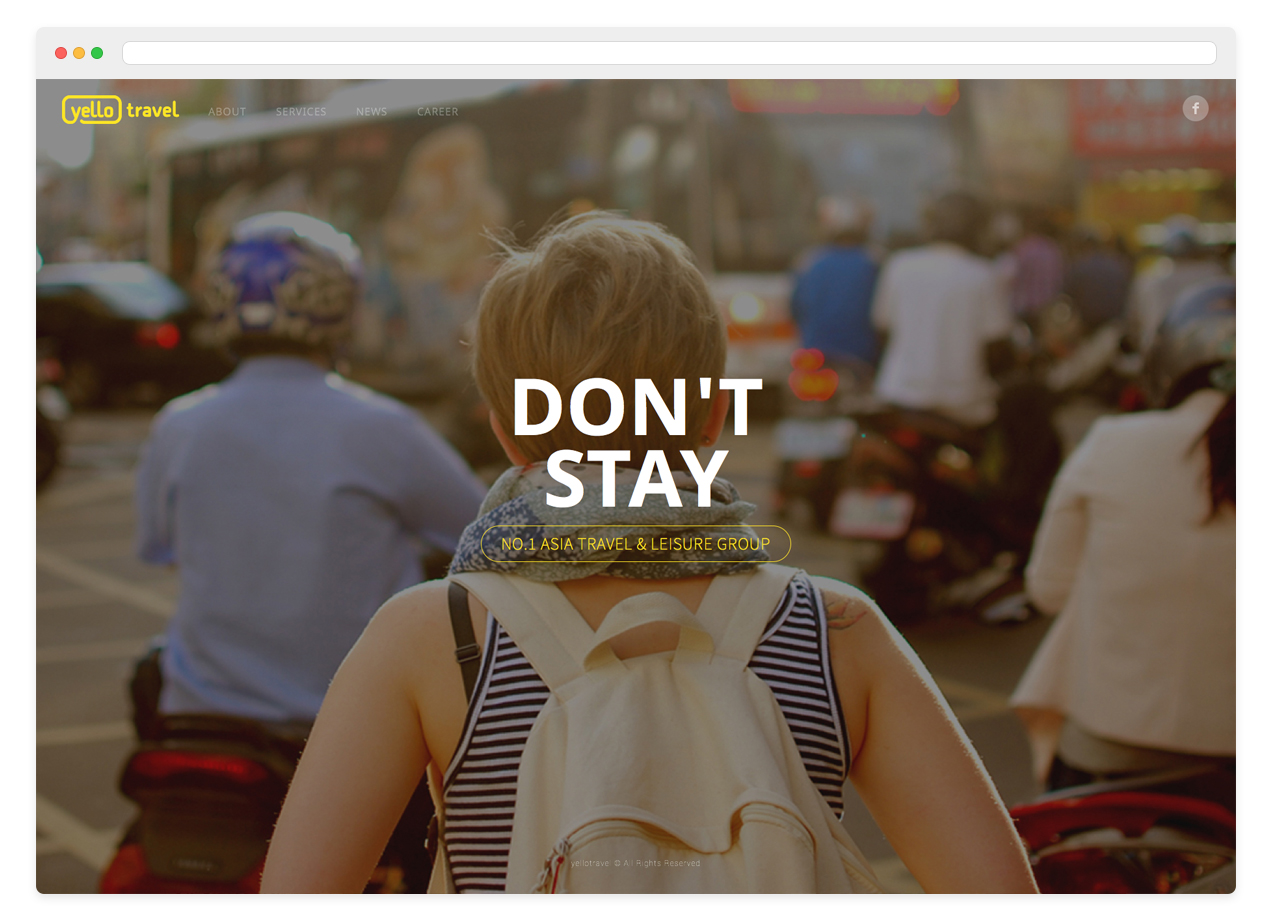 yello travel
ABOUT SERVICES NEWS CAREER
f
DON'T
STAY
NO.1 ASIA TRAVEL & LEISURE GROUP
yellotravel © All Rights Reserved